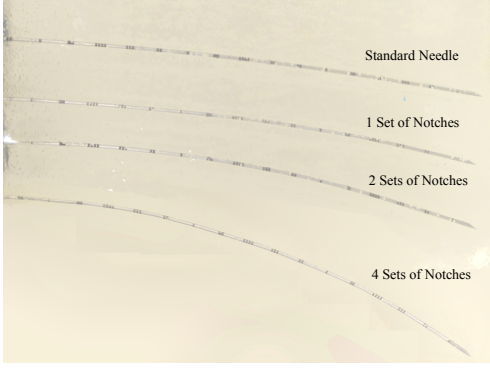 Standard Needle
1 Set of Notches
2 Sets of Notches
4 Sets of Notches